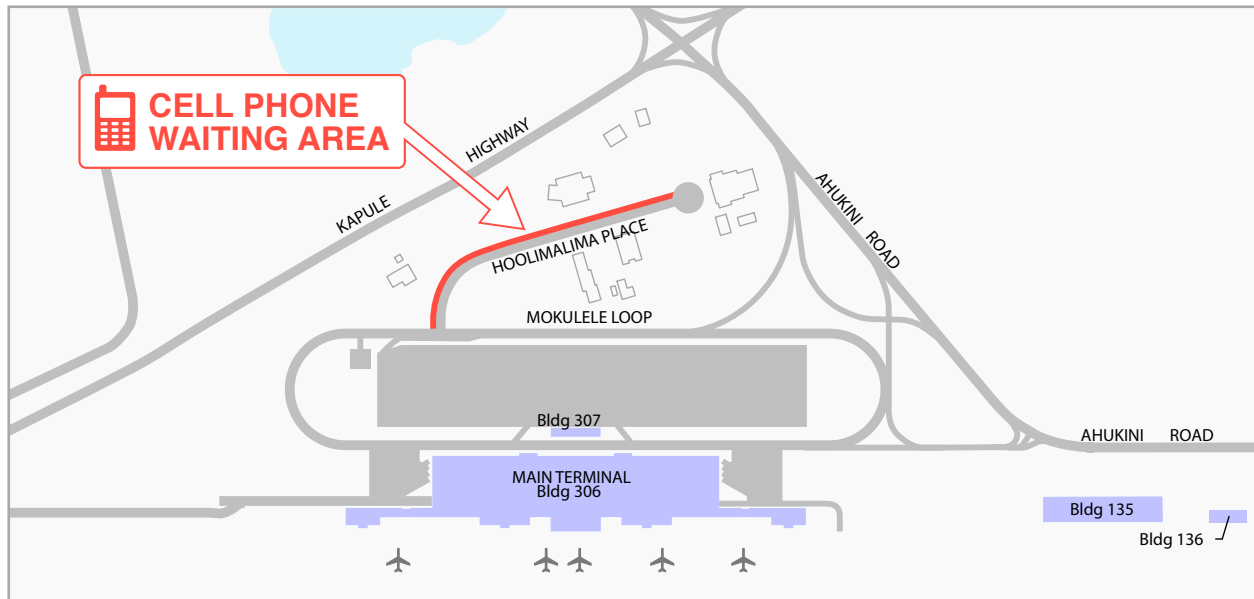 CELL PHONE
WAITING AREA
KAPULE
HIGHWAY
AHUKINI
ROAD
HOOLIMALIMA PLACE
MOKULELE LOOP
Bldg 307
MAIN TERMINAL
Bldg 306
AHUKINI ROAD
Bldg 135
Bldg 136